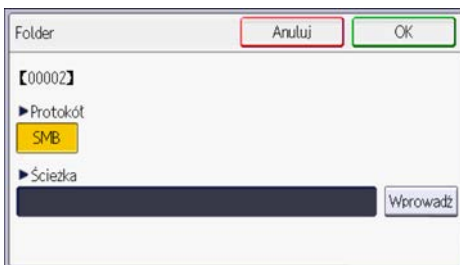 Folder Anuluj OK
【00002】
►Protokół
SMB
►Ścieżka
Wprowadź